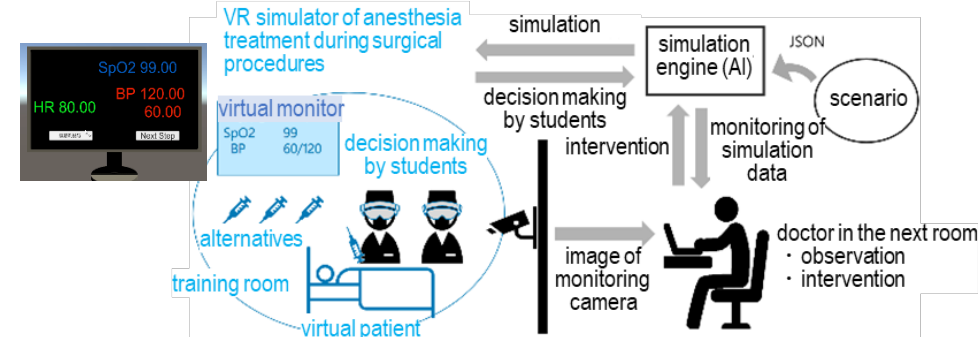 SpO2 99.00
BP 120.00
HR 80.00
60.00
Next Step
VR simulator of anesthesia
treatment during surgical
procedures
virtual monitor
SpO2 99
BP 60/120
decision making
by students
alternatives
training room
virtual patient
simulation
decision making
by students
simulation
engine (AI)
JSON
scenario
intervention
monitoring of
simulation
data
image of
monitoring
camera
doctor in the next room
・observation
・intervention